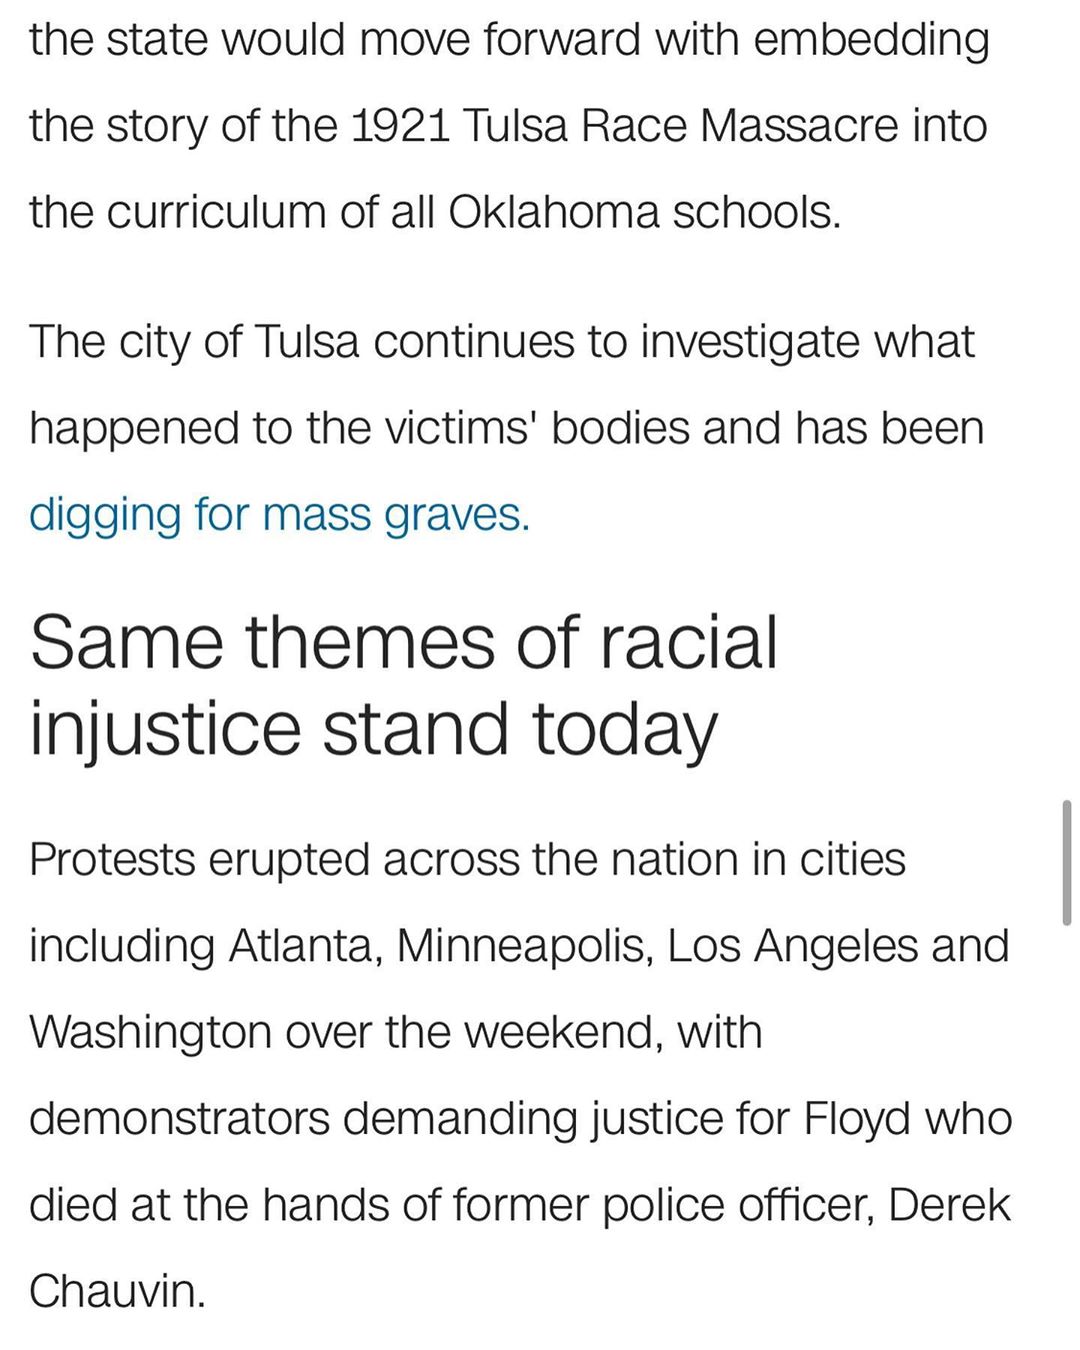 the state would move forward with embedding
the story of the 1921 Tulsa Race Massacre into
the curriculum of all Oklahoma schools.
The city of Tulsa continues to investigate what
happened to the victims' bodies and has been
digging for mass graves.
Same themes of racial
injustice stand today
Protests erupted across the nation in cities
including Atlanta, Minneapolis, Los Angeles and
Washington over the weekend, with
demonstrators demanding justice for Floyd who
died at the hands of former police officer, Derek
Chauvin.